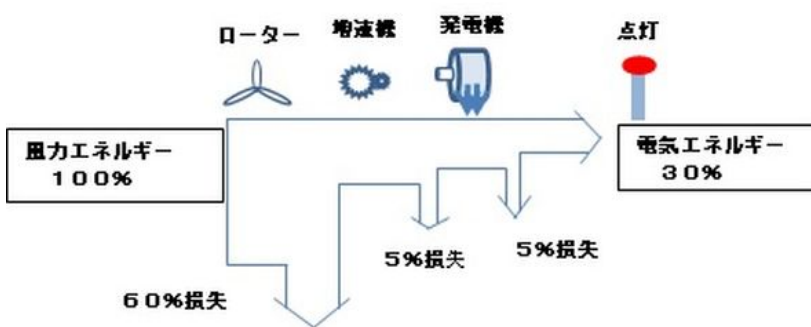 ローター
増速機
発電機
点灯
風力エネルギー
100%
電気エネルギー
30%
60%損失
5%損失
5%損失